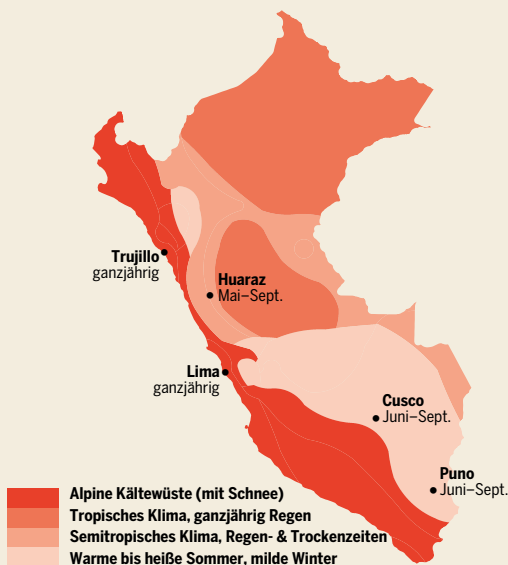 Trujillo
ganzjährig
Huaraz
Mai–Sept.
Lima
ganzjährig
Cusco
Juni–Sept.
Puno
Juni–Sept.
Alpine Kältewüste (mit Schnee)
Tropisches Klima, ganzjährig Regen
Semitropisches Klima, Regen- & Trockenzeiten
Warme bis heiße Sommer, milde Winter